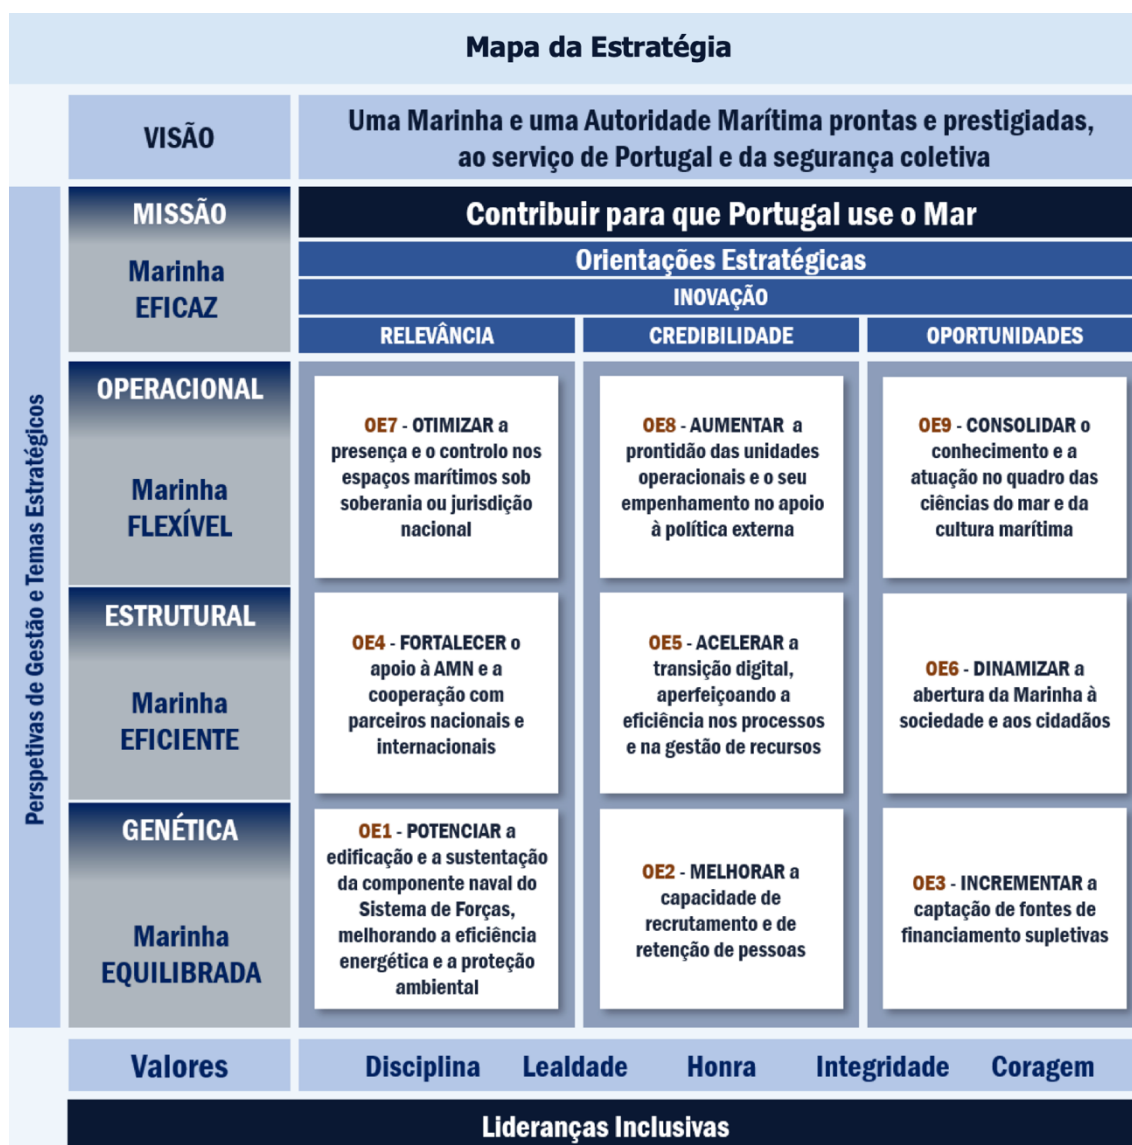 Mapa da Estratégia
VISÃO
Uma Marinha e uma Autoridade Marítima prontas e prestigiadas,
ao serviço de Portugal e da segurança coletiva
Perspetivas de Gestão e Temas Estratégicos
MISSÃO
Marinha
EFICAZ
Contribuir para que Portugal use o Mar
Orientações Estratégicas
INOVAÇÃO
RELEVÂNCIA
CREDIBILIDADE
OPORTUNIDADES
OPERACIONAL
Marinha
FLEXÍVEL
OE7 - OTIMIZAR a
presença e o controlo nos
espaços marítimos sob
soberania ou jurisdição
nacional
OE8 - AUMENTAR a
prontidão das unidades
operacionais e o seu
empenhamento no apoio
à política externa
OE9 - CONSOLIDAR o
conhecimento e a
atuação no quadro das
ciências do mar e da
cultura marítima
ESTRUTURAL
Marinha
EFICIENTE
OE4 - FORTALECER o
apoio à AMN e a
cooperação com
parceiros nacionais e
internacionais
OE5 - ACELERAR a
transição digital,
aperfeiçoando a
eficiência nos processos
e na gestão de recursos
OE6 - DINAMIZAR a
abertura da Marinha à
sociedade e aos cidadãos
GENÉTICA
Marinha
EQUILIBRADA
OE1 - POTENCIAR a
edificação e a sustentação
da componente naval do
Sistema de Forças,
melhorando a eficiência
energética e a proteção
ambiental
OE2 - MELHORAR a
capacidade de
recrutamento e de
retenção de pessoas
OE3 - INCREMENTAR a
captação de fontes de
financiamento supletivas
Valores
Disciplina Lealdade Honra Integridade Coragem
Lideranças Inclusivas